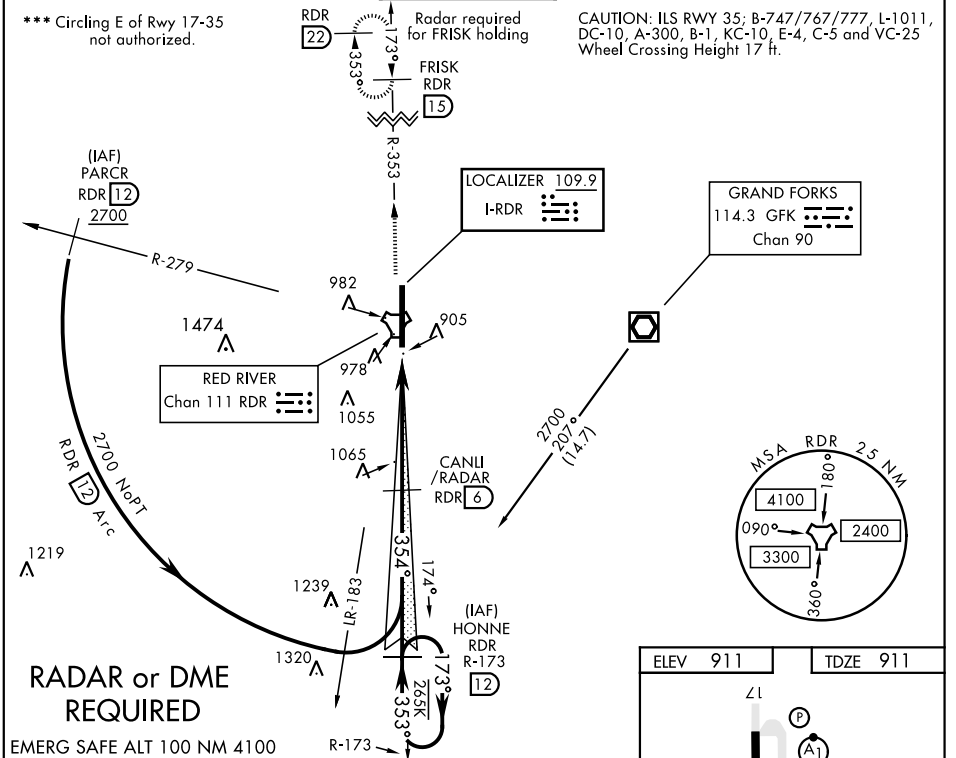 *** Circling E of Rwy 17-35
not authorized.
RDR
22
173°
353°
Radar required
for FRISK holding
FRISK
RDR
15
CAUTION: ILS RWY 35; B-747/767/777, L-1011,
DC-10, A-300, B-1, KC-10, E-4, C-5 and VC-25
Wheel Crossing Height 17 ft.
R-353
(IAF)
PARCR
RDR 12
2700
R-279
LOCALIZER 109.9
I-RDR
GRAND FORKS
114.3 GFK
Chan 90
982
905
1474
978
RED RIVER
Chan 111 RDR
1055
1065
2700 NoPT
RDR 12 Arc
CANLI
/RADAR
RDR 6
2700
207°
(14.7)
MSA RDR 25 NM
180°
4100
090°
2400
3300
360°
1219
354°
174°
1239
LR-183
1320
(IAF)
HONNE
RDR
R-173
12
173°
265K
353°
R-173
RADAR or DME
REQUIRED
EMERG SAFE ALT 100 NM 4100
ELEV 911
TDZE 911
17
P
A1